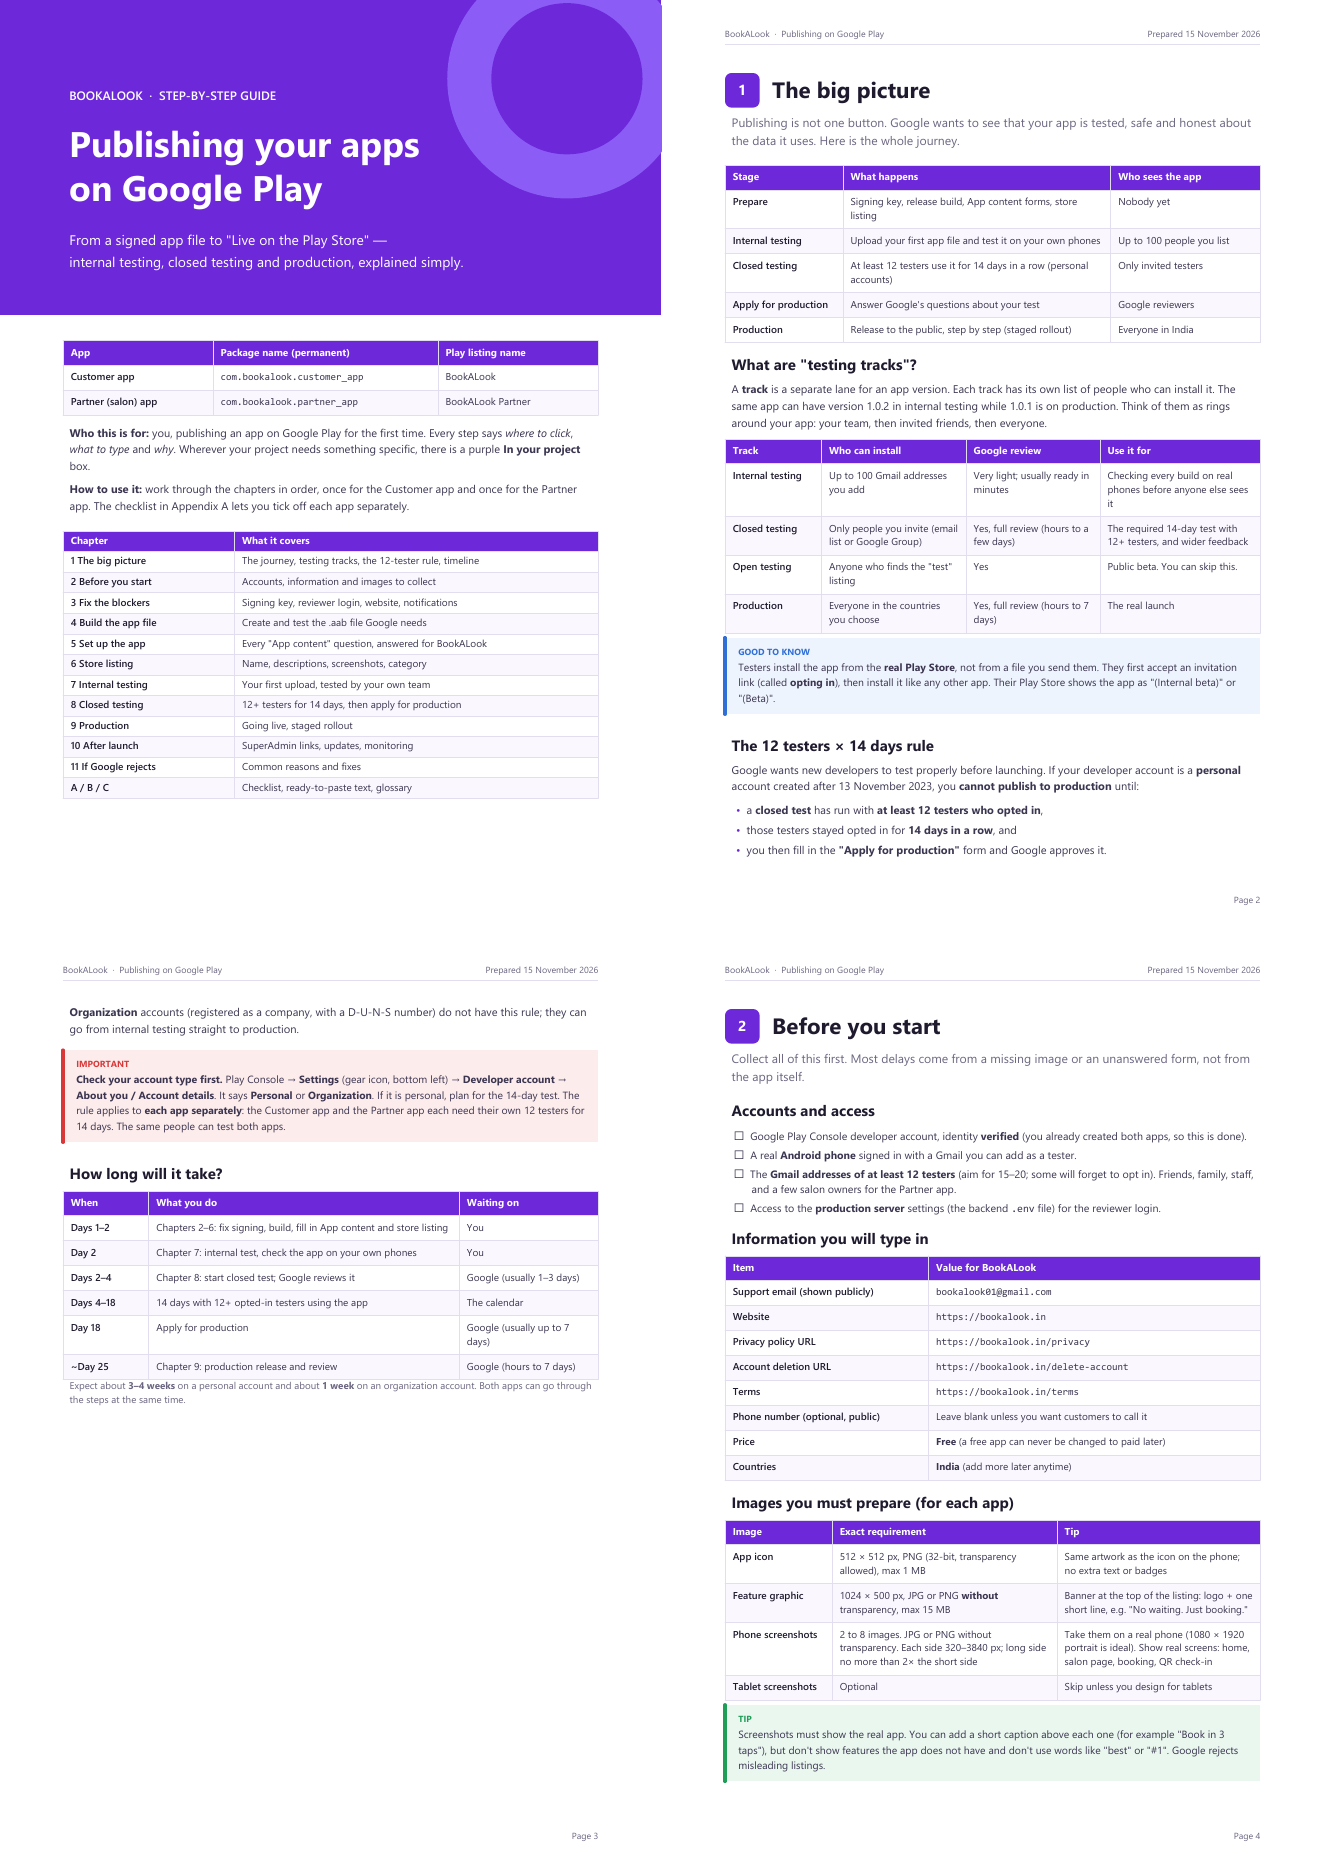 BOOKALOOK · STEP-BY-STEP GUIDE
Publishing your apps
on Google Play
From a signed app file to "Live on the Play Store" —
internal testing, closed testing and production, explained simply.
App Package name (permanent) Play listing name
Customer app com.bookalook.customer_app BookALook
Partner (salon) app com.bookalook.partner_app BookALook Partner
Who this is for: you, publishing an app on Google Play for the first time. Every step says where to click,
what to type and why. Wherever your project needs something specific, there is a purple In your project
box.
How to use it: work through the chapters in order, once for the Customer app and once for the Partner
app. The checklist in Appendix A lets you tick off each app separately.
Chapter What it covers
1 The big picture The journey, testing tracks, the 12-tester rule, timeline
2 Before you start Accounts, information and images to collect
3 Fix the blockers Signing key, reviewer login, website, notifications
4 Build the app file Create and test the .aab file Google needs
5 Set up the app Every "App content" question, answered for BookALook
6 Store listing Name, descriptions, screenshots, category
7 Internal testing Your first upload, tested by your own team
8 Closed testing 12+ testers for 14 days, then apply for production
9 Production Going live, staged rollout
10 After launch SuperAdmin links, updates, monitoring
11 If Google rejects Common reasons and fixes
A / B / C Checklist, ready-to-paste text, glossary
BookALook · Publishing on Google Play Prepared 15 November 2026
1 The big picture
Publishing is not one button. Google wants to see that your app is tested, safe and honest about
the data it uses. Here is the whole journey.
Stage What happens Who sees the app
Prepare Signing key, release build, App content forms, store Nobody yet
listing
Internal testing Upload your first app file and test it on your own phones Up to 100 people you list
Closed testing At least 12 testers use it for 14 days in a row (personal Only invited testers
accounts)
Apply for production Answer Google's questions about your test Google reviewers
Production Release to the public, step by step (staged rollout) Everyone in India
What are "testing tracks"?
A track is a separate lane for an app version. Each track has its own list of people who can install it. The
same app can have version 1.0.2 in internal testing while 1.0.1 is on production. Think of them as rings
around your app: your team, then invited friends, then everyone.
Track Who can install Google review Use it for
Internal testing Up to 100 Gmail addresses Very light; usually ready in Checking every build on real
you add minutes phones before anyone else sees
it
Closed testing Only people you invite (email Yes, full review (hours to a The required 14-day test with
list or Google Group) few days) 12+ testers, and wider feedback
Open testing Anyone who finds the "test" Yes Public beta. You can skip this.
listing
Production Everyone in the countries Yes, full review (hours to 7 The real launch
you choose days)
GOOD TO KNOW
Testers install the app from the real Play Store, not from a file you send them. They first accept an invitation
link (called opting in), then install it like any other app. Their Play Store shows the app as "(Internal beta)" or
"(Beta)".
The 12 testers × 14 days rule
Google wants new developers to test properly before launching. If your developer account is a personal
account created after 13 November 2023, you cannot publish to production until:
• a closed test has run with at least 12 testers who opted in,
• those testers stayed opted in for 14 days in a row, and
• you then fill in the "Apply for production" form and Google approves it.
Page 2
BookALook · Publishing on Google Play Prepared 15 November 2026
Organization accounts (registered as a company, with a D-U-N-S number) do not have this rule; they can
go from internal testing straight to production.
IMPORTANT
Check your account type first. Play Console → Settings (gear icon, bottom left) → Developer account →
About you / Account details. It says Personal or Organization. If it is personal, plan for the 14-day test. The
rule applies to each app separately: the Customer app and the Partner app each need their own 12 testers for
14 days. The same people can test both apps.
How long will it take?
When What you do Waiting on
Days 1–2 Chapters 2–6: fix signing, build, fill in App content and store listing You
Day 2 Chapter 7: internal test, check the app on your own phones You
Days 2–4 Chapter 8: start closed test; Google reviews it Google (usually 1–3 days)
Days 4–18 14 days with 12+ opted-in testers using the app The calendar
Day 18 Apply for production Google (usually up to 7
days)
~Day 25 Chapter 9: production release and review Google (hours to 7 days)
Expect about 3–4 weeks on a personal account and about 1 week on an organization account. Both apps can go through
the steps at the same time.
Page 3
BookALook · Publishing on Google Play Prepared 15 November 2026
2 Before you start
Collect all of this first. Most delays come from a missing image or an unanswered form, not from
the app itself.
Accounts and access
☐ Google Play Console developer account, identity verified (you already created both apps, so this is done).
☐ A real Android phone signed in with a Gmail you can add as a tester.
☐ The Gmail addresses of at least 12 testers (aim for 15–20; some will forget to opt in). Friends, family, staff,
and a few salon owners for the Partner app.
☐ Access to the production server settings (the backend .env file) for the reviewer login.
Information you will type in
Item Value for BookALook
Support email (shown publicly) bookalook01@gmail.com
Website https://bookalook.in
Privacy policy URL https://bookalook.in/privacy
Account deletion URL https://bookalook.in/delete-account
Terms https://bookalook.in/terms
Phone number (optional, public) Leave blank unless you want customers to call it
Price Free (a free app can never be changed to paid later)
Countries India (add more later anytime)
Images you must prepare (for each app)
Image Exact requirement Tip
App icon 512 × 512 px, PNG (32-bit, transparency Same artwork as the icon on the phone;
allowed), max 1 MB no extra text or badges
Feature graphic 1024 × 500 px, JPG or PNG without Banner at the top of the listing: logo + one
transparency, max 15 MB short line, e.g. "No waiting. Just booking."
Phone screenshots 2 to 8 images. JPG or PNG without Take them on a real phone (1080 × 1920
transparency. Each side 320–3840 px; long side portrait is ideal). Show real screens: home,
no more than 2× the short side salon page, booking, QR check-in
Tablet screenshots Optional Skip unless you design for tablets
TIP
Screenshots must show the real app. You can add a short caption above each one (for example "Book in 3
taps"), but don't show features the app does not have and don't use words like "best" or "#1". Google rejects
misleading listings.
Page 4